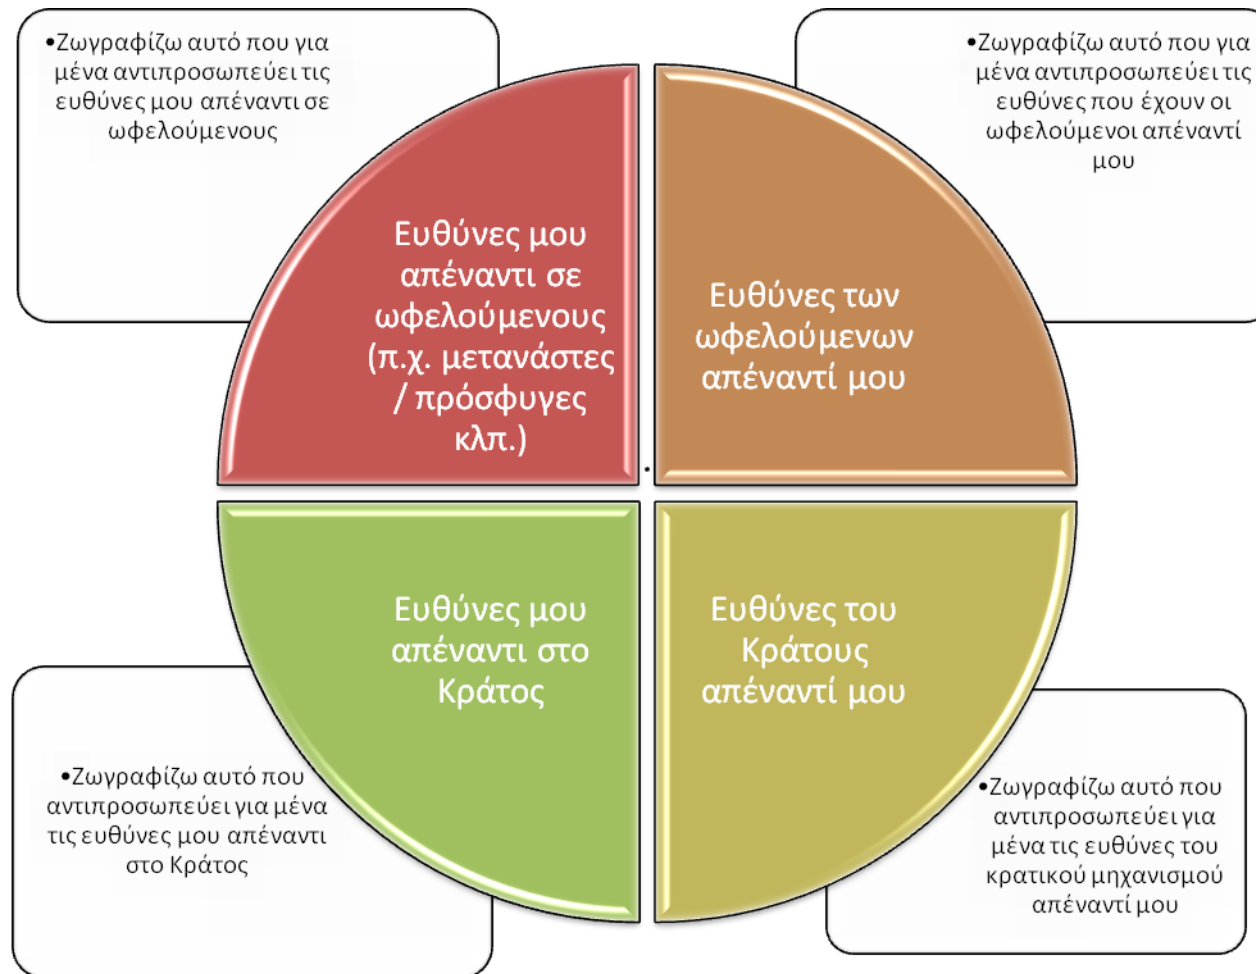 •Ζωγραφίζω αυτό που για
μένα αντιπροσωπεύει τις
ευθύνες μου απέναντι σε
ωφελούμενους
•Ζωγραφίζω αυτό που για
μένα αντιπροσωπεύει τις
ευθύνες που έχουν οι
ωφελούμενοι απέναντί
μου
Ευθύνες μου
απέναντι σε
ωφελούμενους
(π.χ. μετανάστες
/ πρόσφυγες
κλπ.)
Ευθύνες των
ωφελούμενων
απέναντί μου
Ευθύνες μου
απέναντι στο
Κράτος
Ευθύνες του
Κράτους
απέναντί μου
•Ζωγραφίζω αυτό που
αντιπροσωπεύει για μένα
τις ευθύνες μου απέναντι
στο Κράτος
•Ζωγραφίζω αυτό που
αντιπροσωπεύει για
μένα τις ευθύνες του
κρατικού μηχανισμού
απέναντί μου